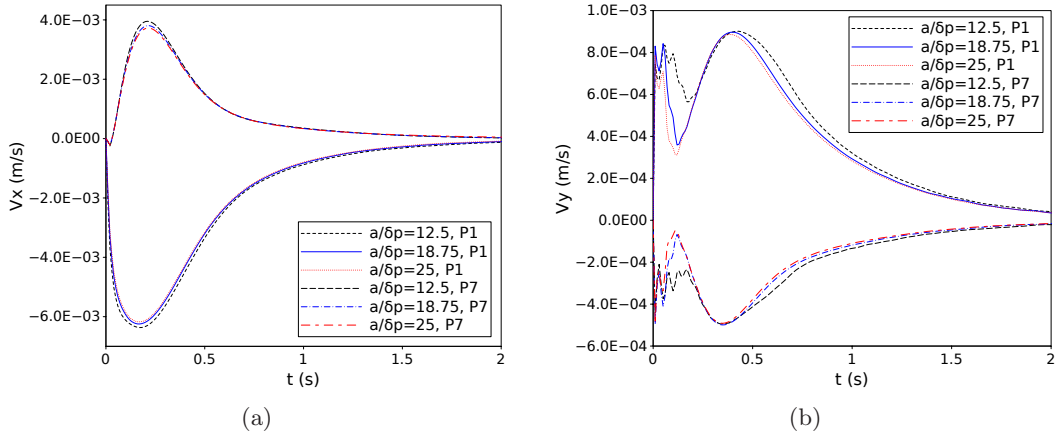 4.0E−03
2.0E−03
0.0E00
−2.0E−03
−4.0E−03
−6.0E−03
Vx (m/s)
0
0.5
1
1.5
2
t (s)
a/δp=12.5, P1
a/δp=18.75, P1
a/δp=25, P1
a/δp=12.5, P7
a/δp=18.75, P7
a/δp=25, P7
(a)
1.0E−03
8.0E−04
6.0E−04
4.0E−04
2.0E−04
0.0E00
−2.0E−04
−4.0E−04
−6.0E−04
Vy (m/s)
0
0.5
1
1.5
2
t (s)
a/δp=12.5, P1
a/δp=18.75, P1
a/δp=25, P1
a/δp=12.5, P7
a/δp=18.75, P7
a/δp=25, P7
(b)